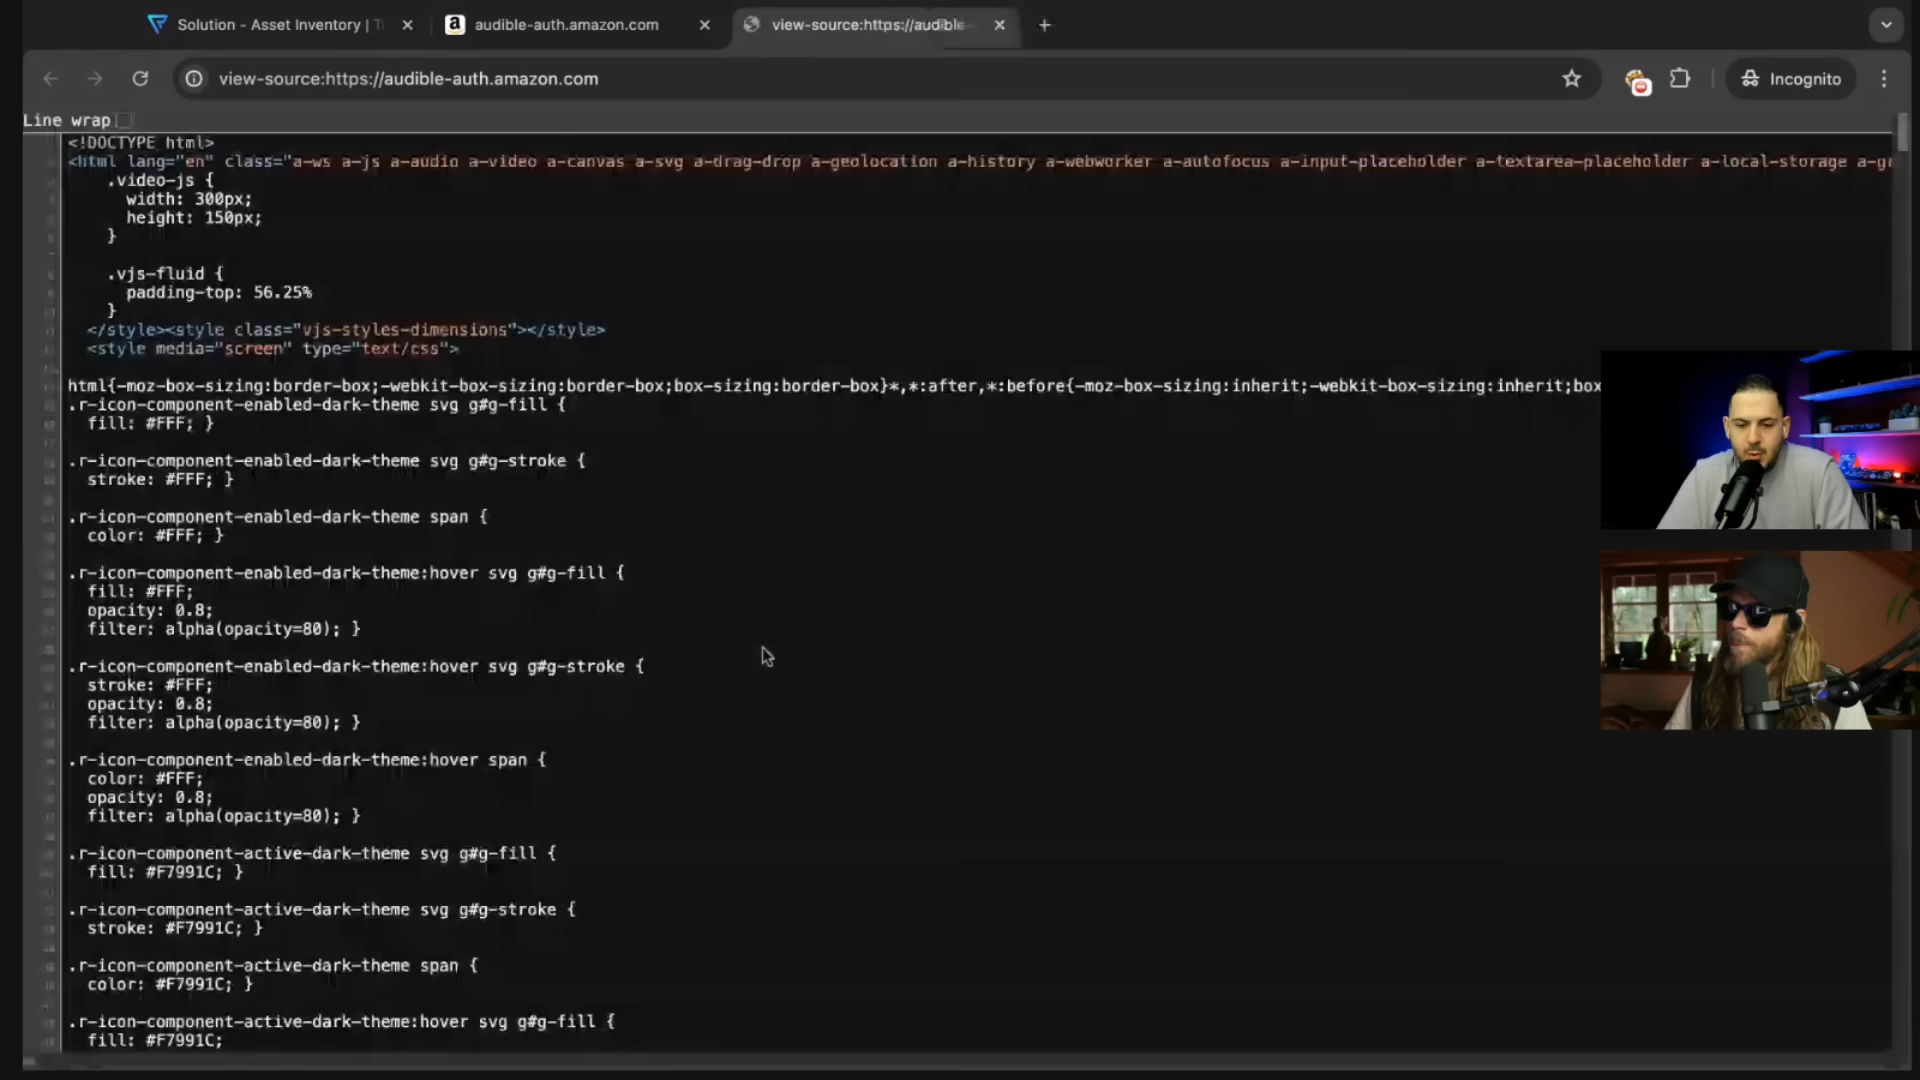 Solution - Asset Inventory |
audible-auth.amazon.com
view-source:https://audible-
view-source:https://audible-auth.amazon.com
Incognito
Line wrap
<!DOCTYPE html>
<html lang="en" class="a-ws a-js a-audio a-video a-canvas a-svg a-drag-drop a-geolocation a-history a-webworker a-autofocus a-input-placeholder a-textarea-placeholder a-local-storage
.video-js {
width: 300px;
height: 150px;
}
.vjs-fluid {
padding-top: 56.25%
}
</style><style class="vjs-styles-dimensions"></style>
<style media="screen" type="text/css">
html{-moz-box-sizing:border-box;-webkit-box-sizing:border-box;box-sizing:border-box}*,*:after,*:before{-moz-box-sizing:inherit;-webkit-box-sizing:inherit;box
.r-icon-component-enabled-dark-theme svg g#g-fill {
fill: #FFF; }
.r-icon-component-enabled-dark-theme svg g#g-stroke {
stroke: #FFF; }
.r-icon-component-enabled-dark-theme span {
color: #FFF; }
.r-icon-component-enabled-dark-theme:hover svg g#g-fill {
fill: #FFF;
opacity: 0.8;
filter: alpha(opacity=80); }
.r-icon-component-enabled-dark-theme:hover svg g#g-stroke {
stroke: #FFF;
opacity: 0.8;
filter: alpha(opacity=80); }
.r-icon-component-enabled-dark-theme:hover span {
color: #FFF;
opacity: 0.8;
filter: alpha(opacity=80); }
.r-icon-component-active-dark-theme svg g#g-fill {
fill: #F7991C; }
.r-icon-component-active-dark-theme svg g#g-stroke {
stroke: #F7991C; }
.r-icon-component-active-dark-theme span {
color: #F7991C; }
.r-icon-component-active-dark-theme:hover svg g#g-fill {
fill: #F7991C;